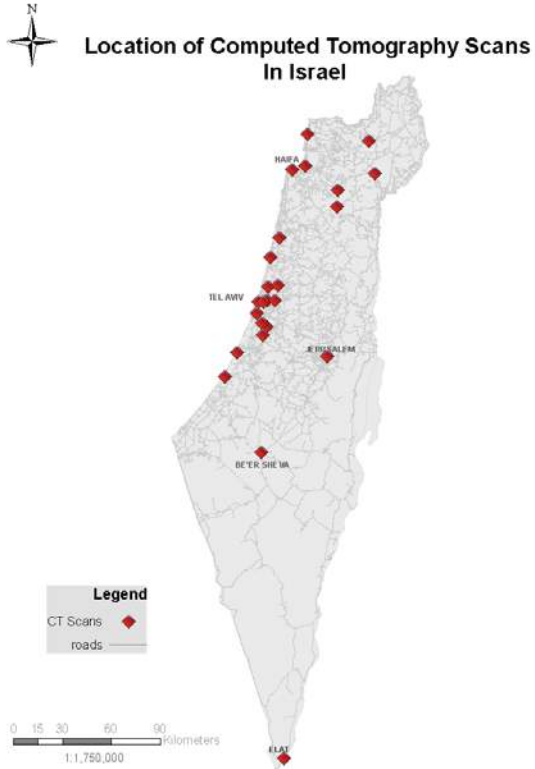 N
Location of Computed Tomography Scans
In Israel
HAIFA
TEL AVIV
JERUSALEM
BE'ER SHEVA
Legend
CT Scans
roads
0 15 30 60 90
Kilometers
1:1,750,000
ELAT